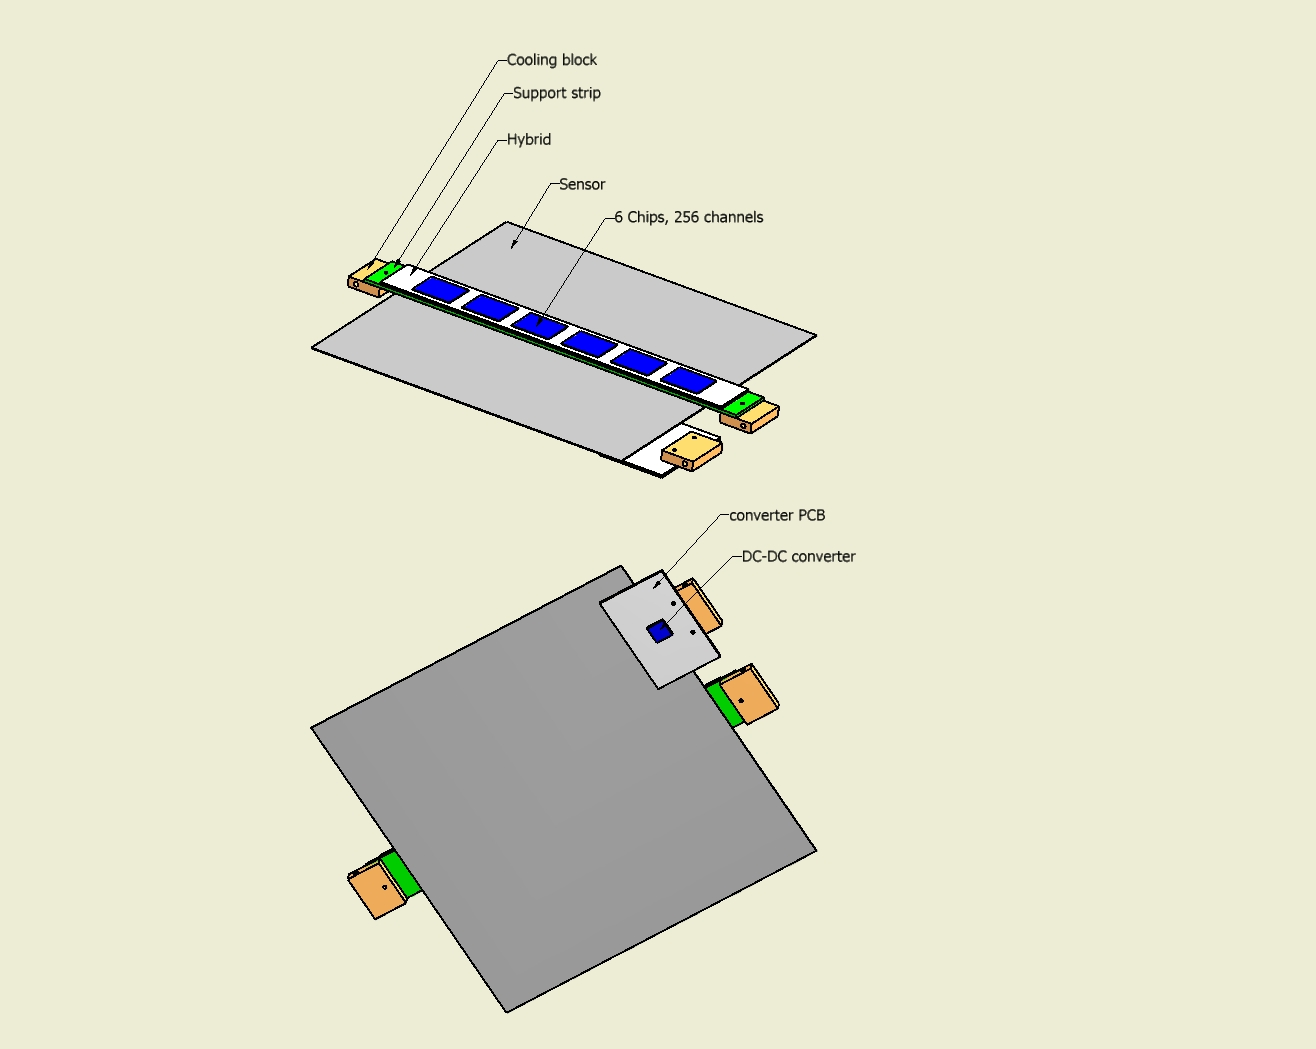 Cooling block
Support strip
Hybrid
Sensor
6 Chips, 256 channels
converter PCB
DC-DC converter